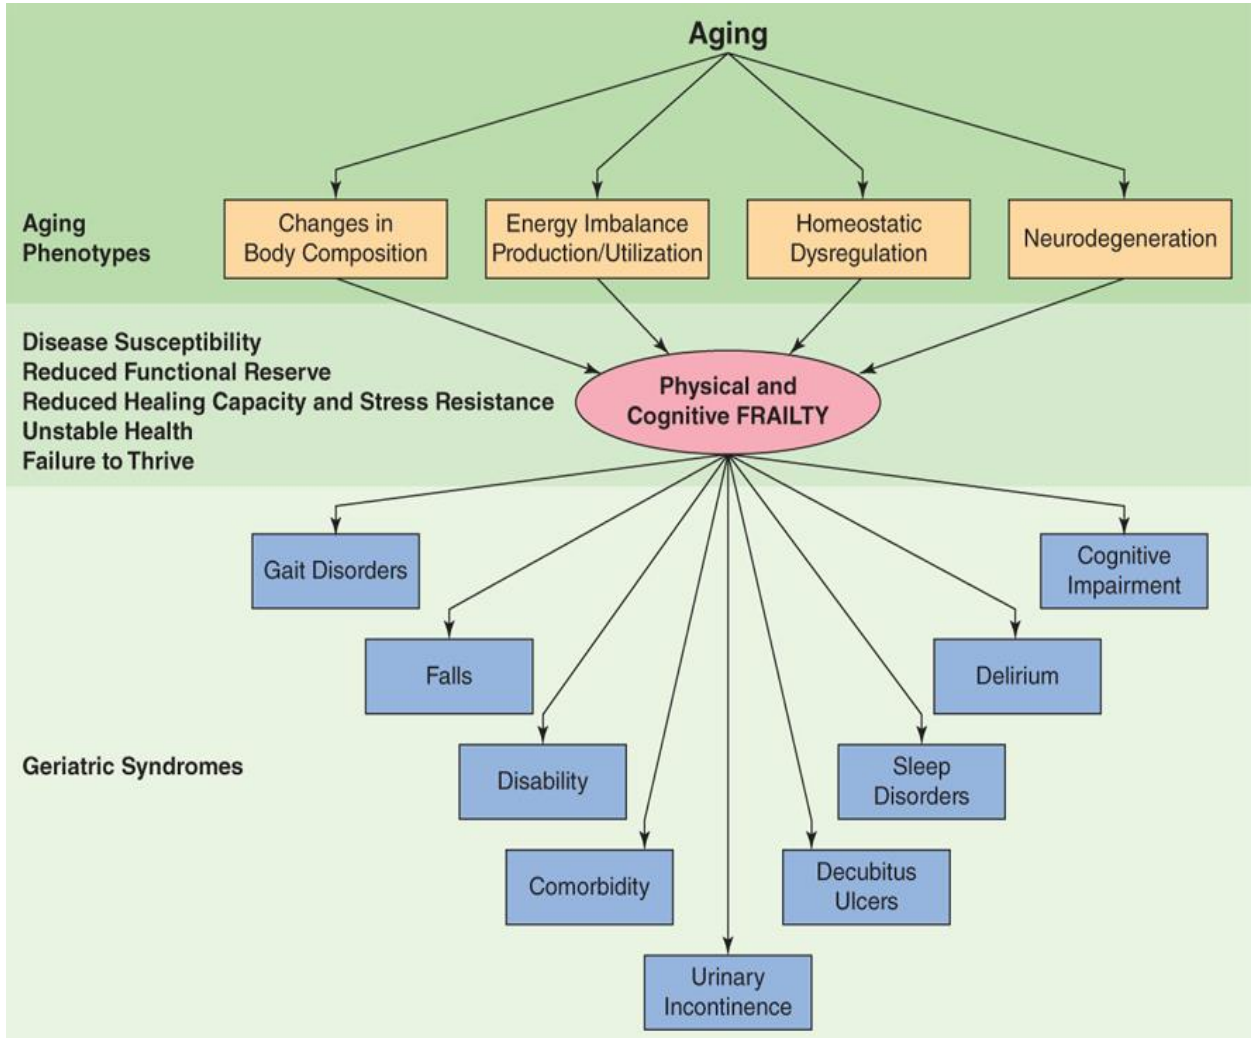 Aging
Aging
Phenotypes
Changes in
Body Composition
Energy Imbalance
Production/Utilization
Homeostatic
Dysregulation
Neurodegeneration
Disease Susceptibility
Reduced Functional Reserve
Reduced Healing Capacity and Stress Resistance
Unstable Health
Failure to Thrive
Physical and
Cognitive FRAILTY
Gait Disorders
Cognitive
Impairment
Falls
Delirium
Geriatric Syndromes
Disability
Sleep
Disorders
Comorbidity
Decubitus
Ulcers
Urinary
Incontinence